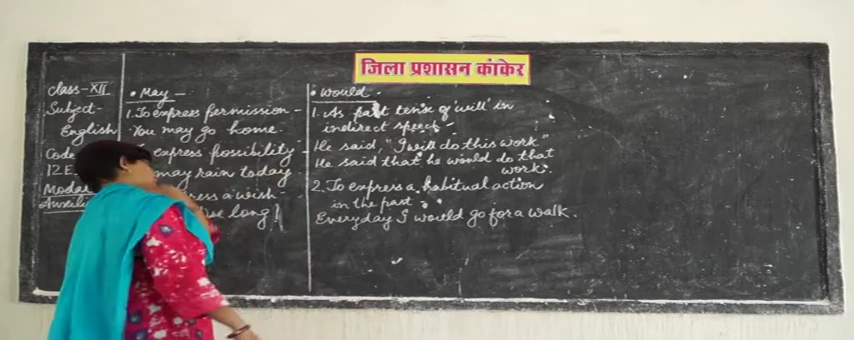 जिला प्रशासन कांकेर
Class-XII
Subject-
English
Code
12E
Modal
• May -
1. To express permission -
You may go home.
express possibility -
may rain today
a wish -
long!
• Would.
1. As past tense of 'will' in
indirect speech -
He said, "I will do this work"
He said that he would do that
work.
2. To express a habitual action
in the past.
Everyday I would go for a walk.